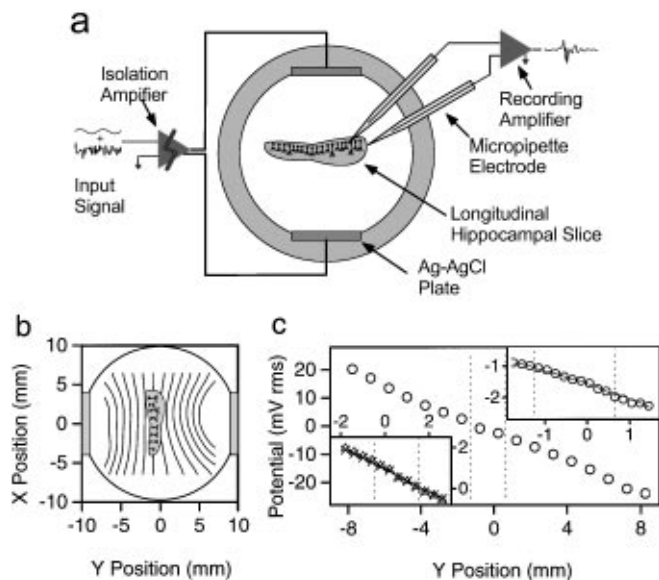 a
Isolation
Ampifier
Input
Signal
Recording
Amplifier
Micropipette
Electrode
Longitudinal
Hippocampal Slice
Ag-AgCl
Plate
b
X Position (mm)
10
5
0
-5
-10
-10 -5 0 5 10
Y Position (mm)
c
Potential (mV rms)
20
10
0
-10
-20
-2 0 2
2
0
-1
-2
-1 0 1
-8 -4 0 4 8
Y Position (mm)